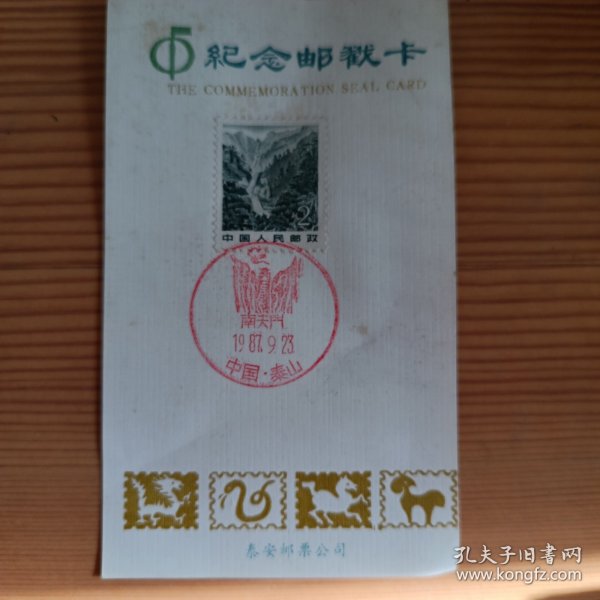 紀念邮戳卡
THE COMMEMORATION SEAL CARD
2
中国人民邮政
南天门
1987.9.23
中国·泰山
泰安邮票公司
孔夫子旧书网
www.kongfz.com